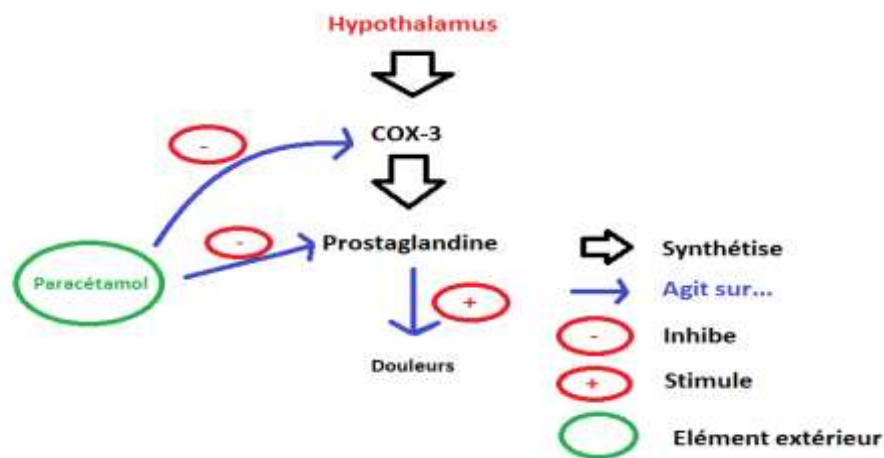 Hypothalamus
-
COX-3
-
Prostaglandine
Paracétamol
+
Douleurs
Synthétise
Agit sur...
-
Inhibe
+
Stimule
Elément extérieur